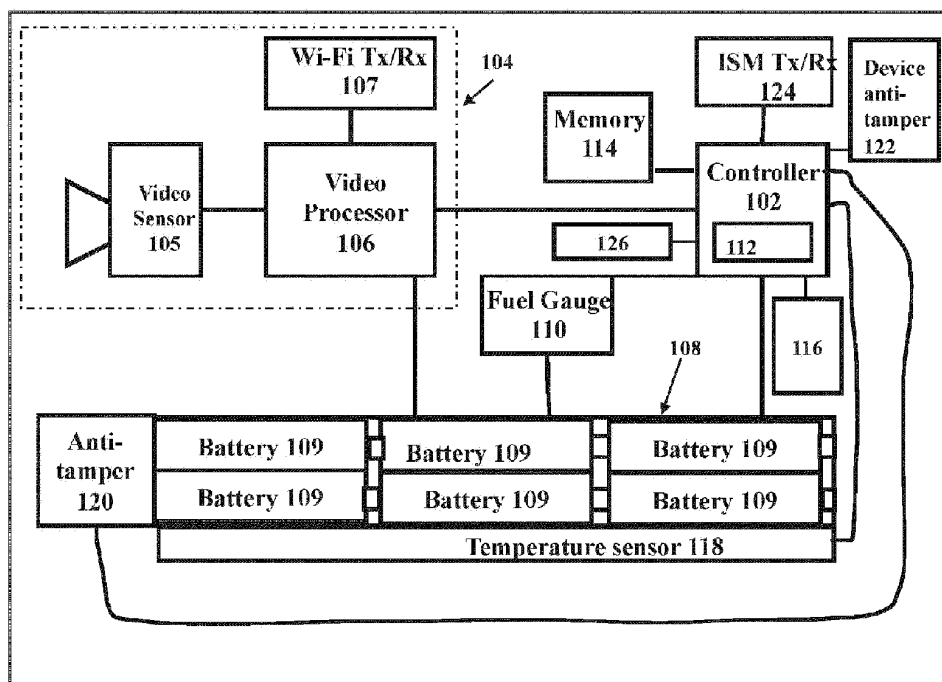 Wi-Fi Tx/Rx
107
104
ISM Tx/Rx
124
Device
anti-
tamper
122
Memory
114
Video
Sensor
105
Video
Processor
106
Controller
102
112
126
Fuel Gauge
110
116
108
Anti-
tamper
120
Battery 109
Battery 109
Battery 109
Battery 109
Battery 109
Battery 109
Temperature sensor 118